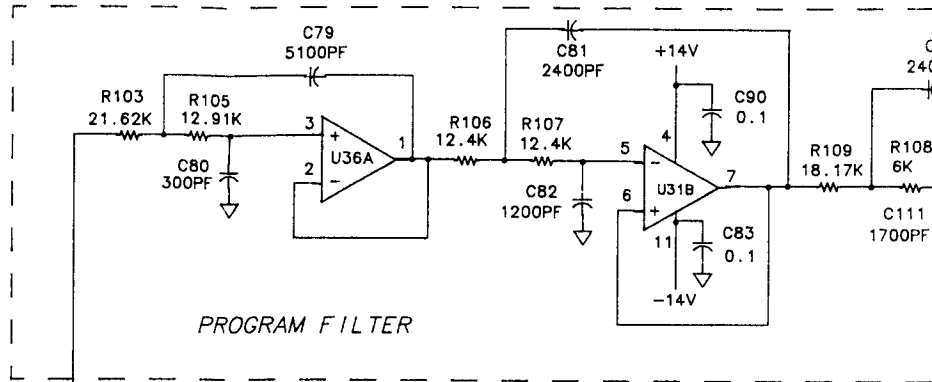 C79
5100PF
R103
21.62K
R105
12.91K
C80
300PF
3
+
2
-
U36A
1
R106
12.4K
R107
12.4K
C81
2400PF
C82
1200PF
+14V
C90
0.1
4
5
-
6
+
U31B
7
11
C83
0.1
-14V
R109
18.17K
C
240
R108
6K
C111
1700PF
PROGRAM FILTER